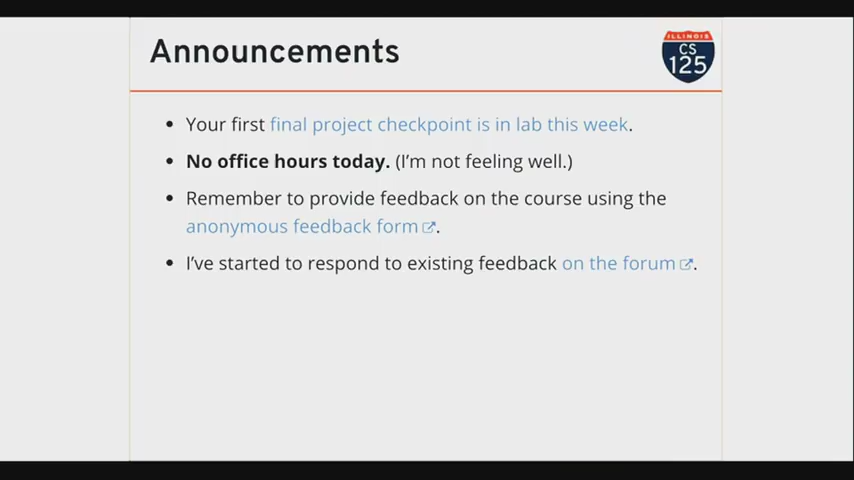 Announcements
ILLINOIS
CS
125
• Your first final project checkpoint is in lab this week.
• No office hours today. (I'm not feeling well.)
• Remember to provide feedback on the course using the
anonymous feedback form.
• I've started to respond to existing feedback on the forum.